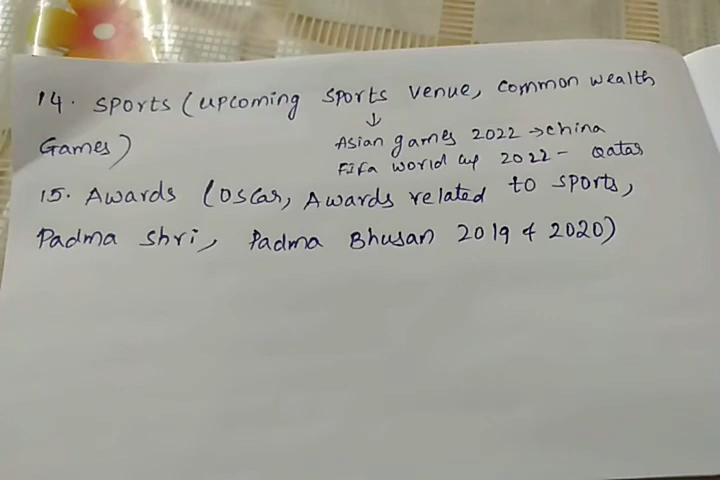 14. Sports (upcoming sports venue, common wealth
Games)
↓
Asian games 2022 → china
Fifa world cup 2022 - Qatar
15. Awards (Oscar, Awards related to sports,
Padma Shri, Padma Bhusan 2019 & 2020)